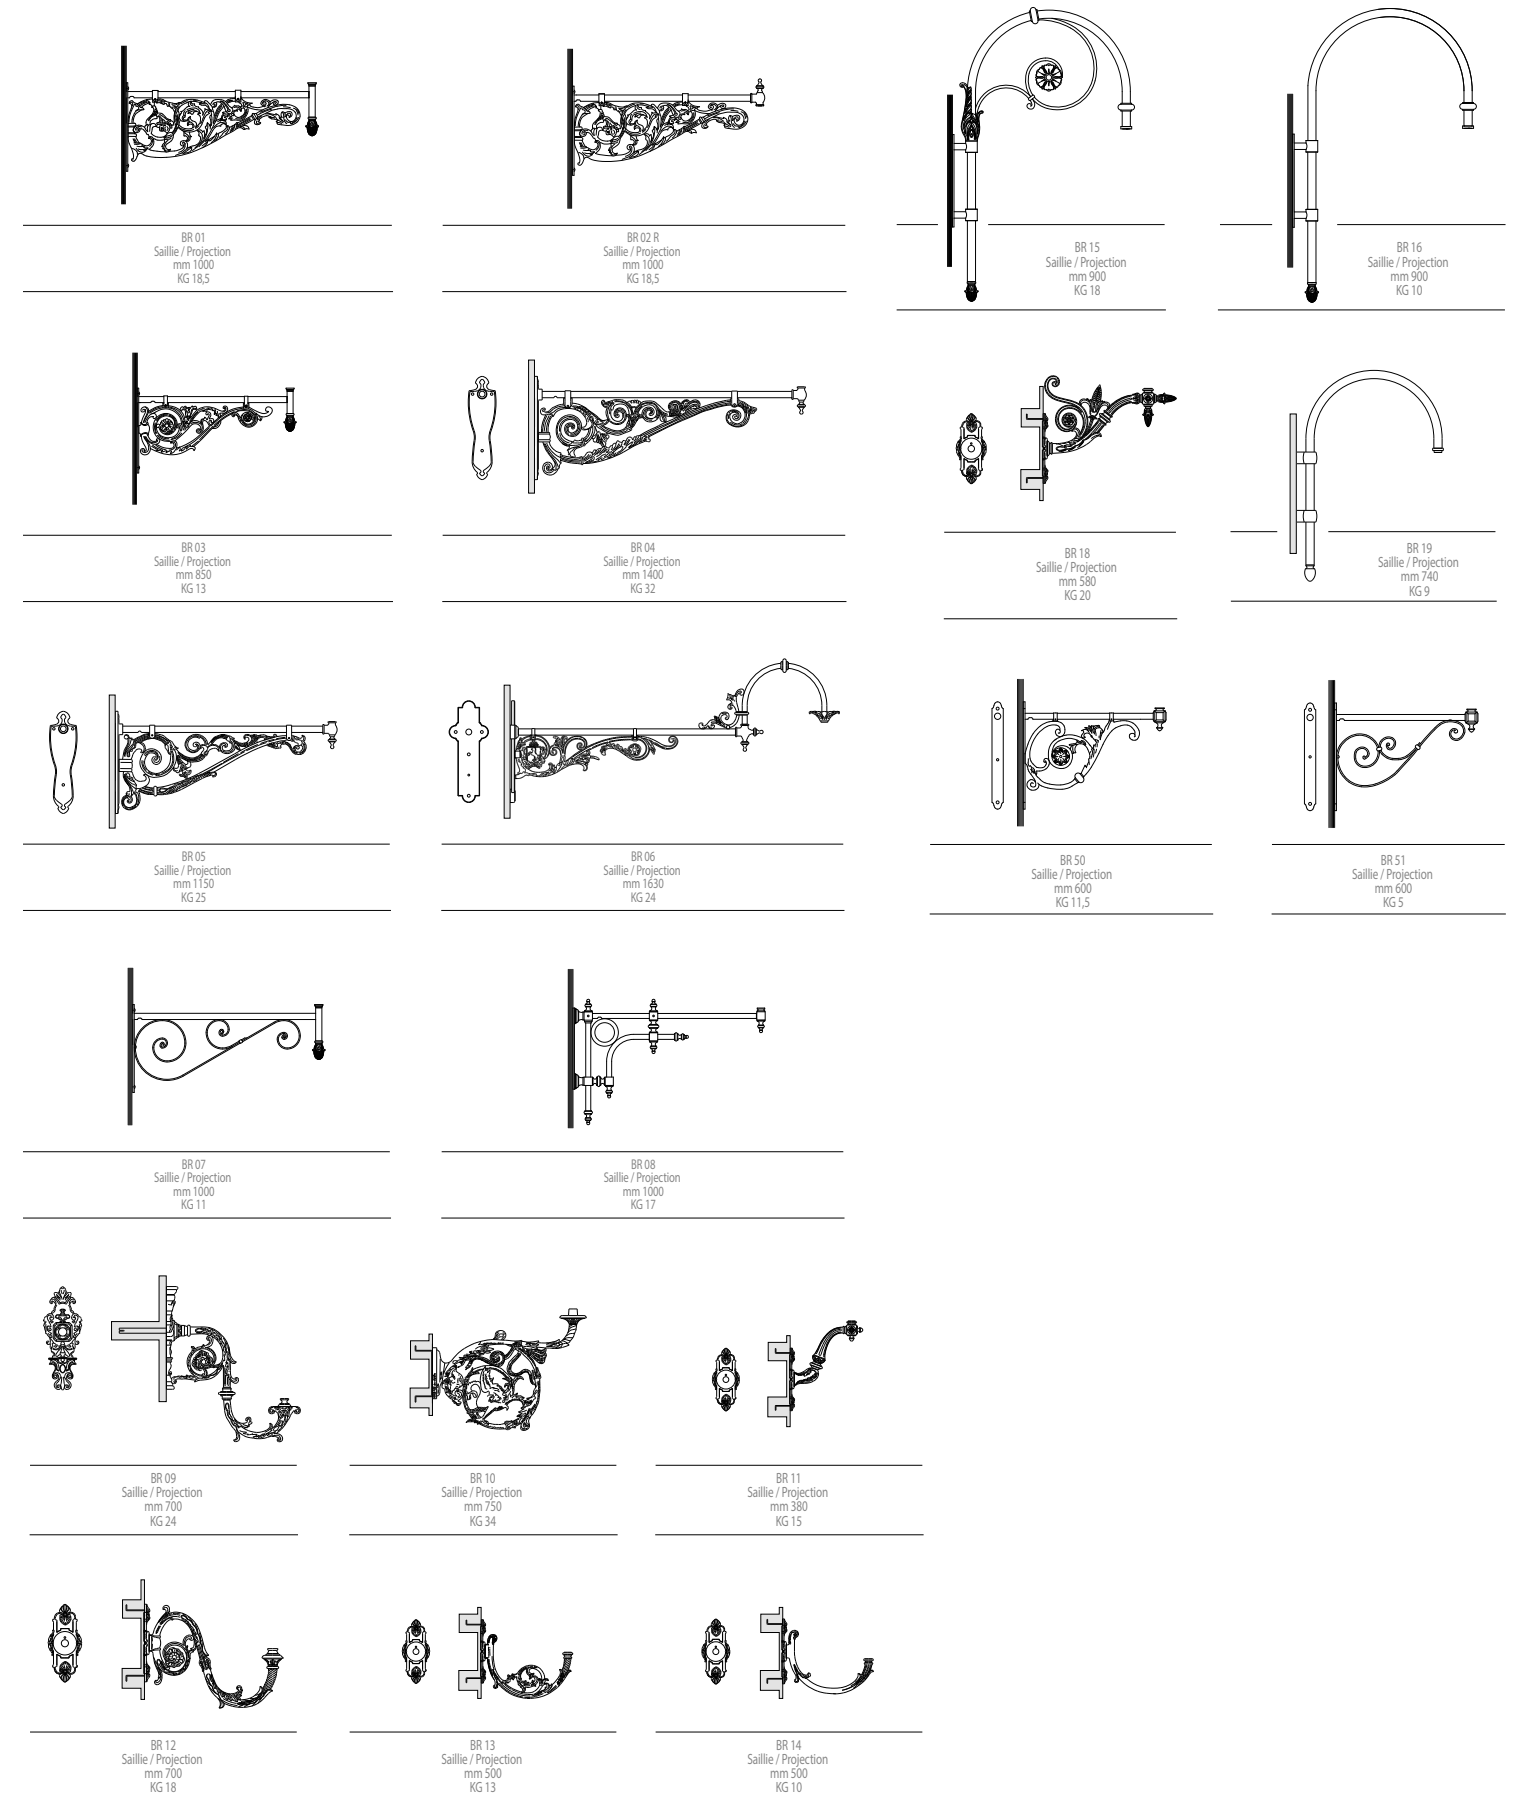 BR 01
Saillie / Projection
mm 1000
KG 18,5
BR 02 R
Saillie / Projection
mm 1000
KG 18,5
BR 15
Saillie / Projection
mm 900
KG 18
BR 16
Saillie / Projection
mm 900
KG 10
BR 03
Saillie / Projection
mm 850
KG 13
BR 04
Saillie / Projection
mm 1400
KG 32
BR 18
Saillie / Projection
mm 580
KG 20
BR 19
Saillie / Projection
mm 740
KG 9
BR 05
Saillie / Projection
mm 1150
KG 25
BR 06
Saillie / Projection
mm 1630
KG 24
BR 50
Saillie / Projection
mm 600
KG 11,5
BR 51
Saillie / Projection
mm 600
KG 5
BR 07
Saillie / Projection
mm 1000
KG 11
BR 08
Saillie / Projection
mm 1000
KG 17
BR 09
Saillie / Projection
mm 700
KG 24
BR 10
Saillie / Projection
mm 750
KG 34
BR 11
Saillie / Projection
mm 380
KG 15
BR 12
Saillie / Projection
mm 700
KG 18
BR 13
Saillie / Projection
mm 500
KG 13
BR 14
Saillie / Projection
mm 500
KG 10